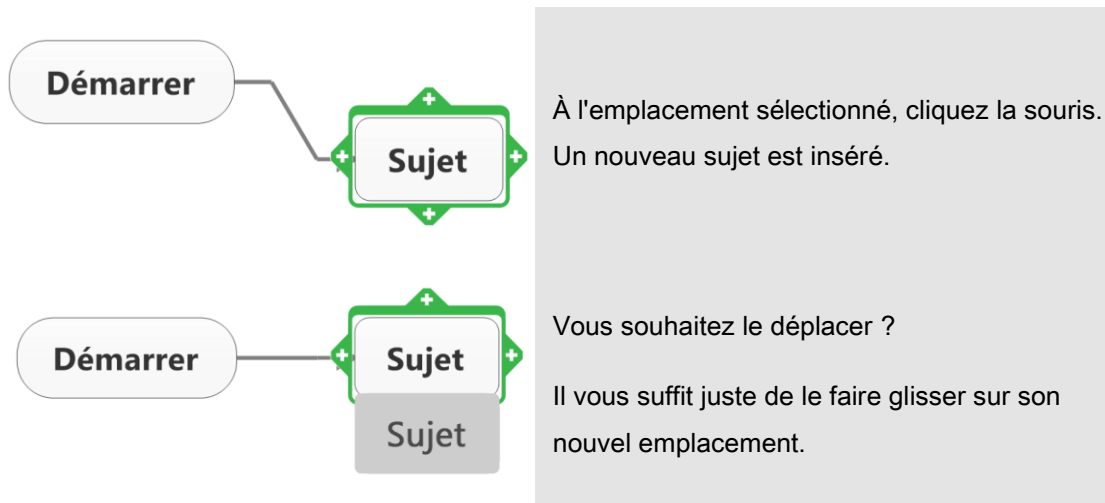 Démarrer
Sujet
À l'emplacement sélectionné, cliquez la souris.
Un nouveau sujet est inséré.
Démarrer
Sujet
Sujet
Vous souhaitez le déplacer ?
Il vous suffit juste de le faire glisser sur son
nouvel emplacement.